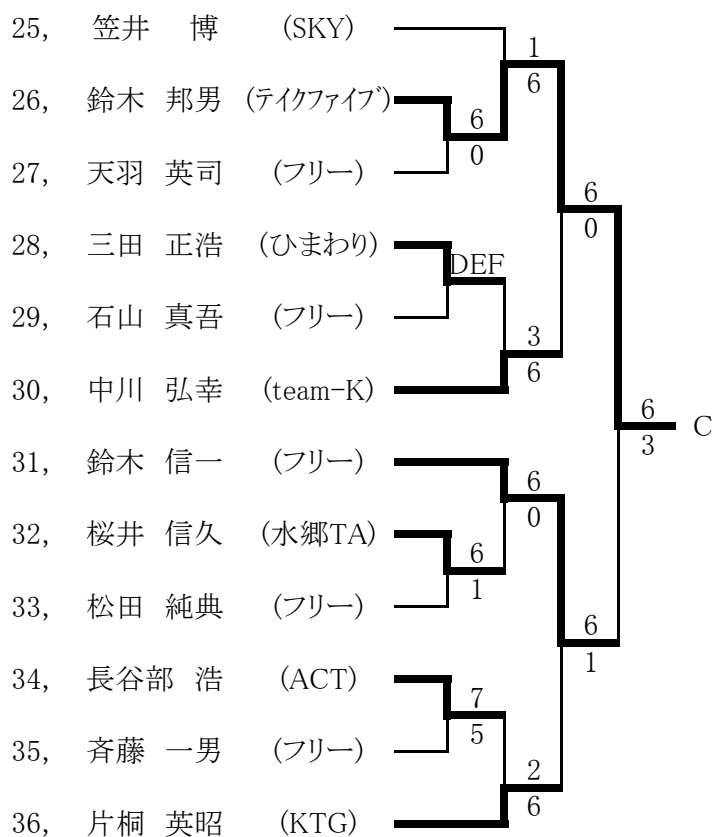 25, 笠井 博 (SKY)
1
6
26, 鈴木 邦男 (テイクファイブ)
6
0
27, 天羽 英司 (フリー)
6
0
28, 三田 正浩 (ひまわり)
DEF
29, 石山 真吾 (フリー)
3
6
30, 中川 弘幸 (team-K)
6
3
C
31, 鈴木 信一 (フリー)
6
0
32, 桜井 信久 (水郷TA)
6
1
33, 松田 純典 (フリー)
6
1
34, 長谷部 浩 (ACT)
7
5
35, 斉藤 一男 (フリー)
2
6
36, 片桐 英昭 (KTG)